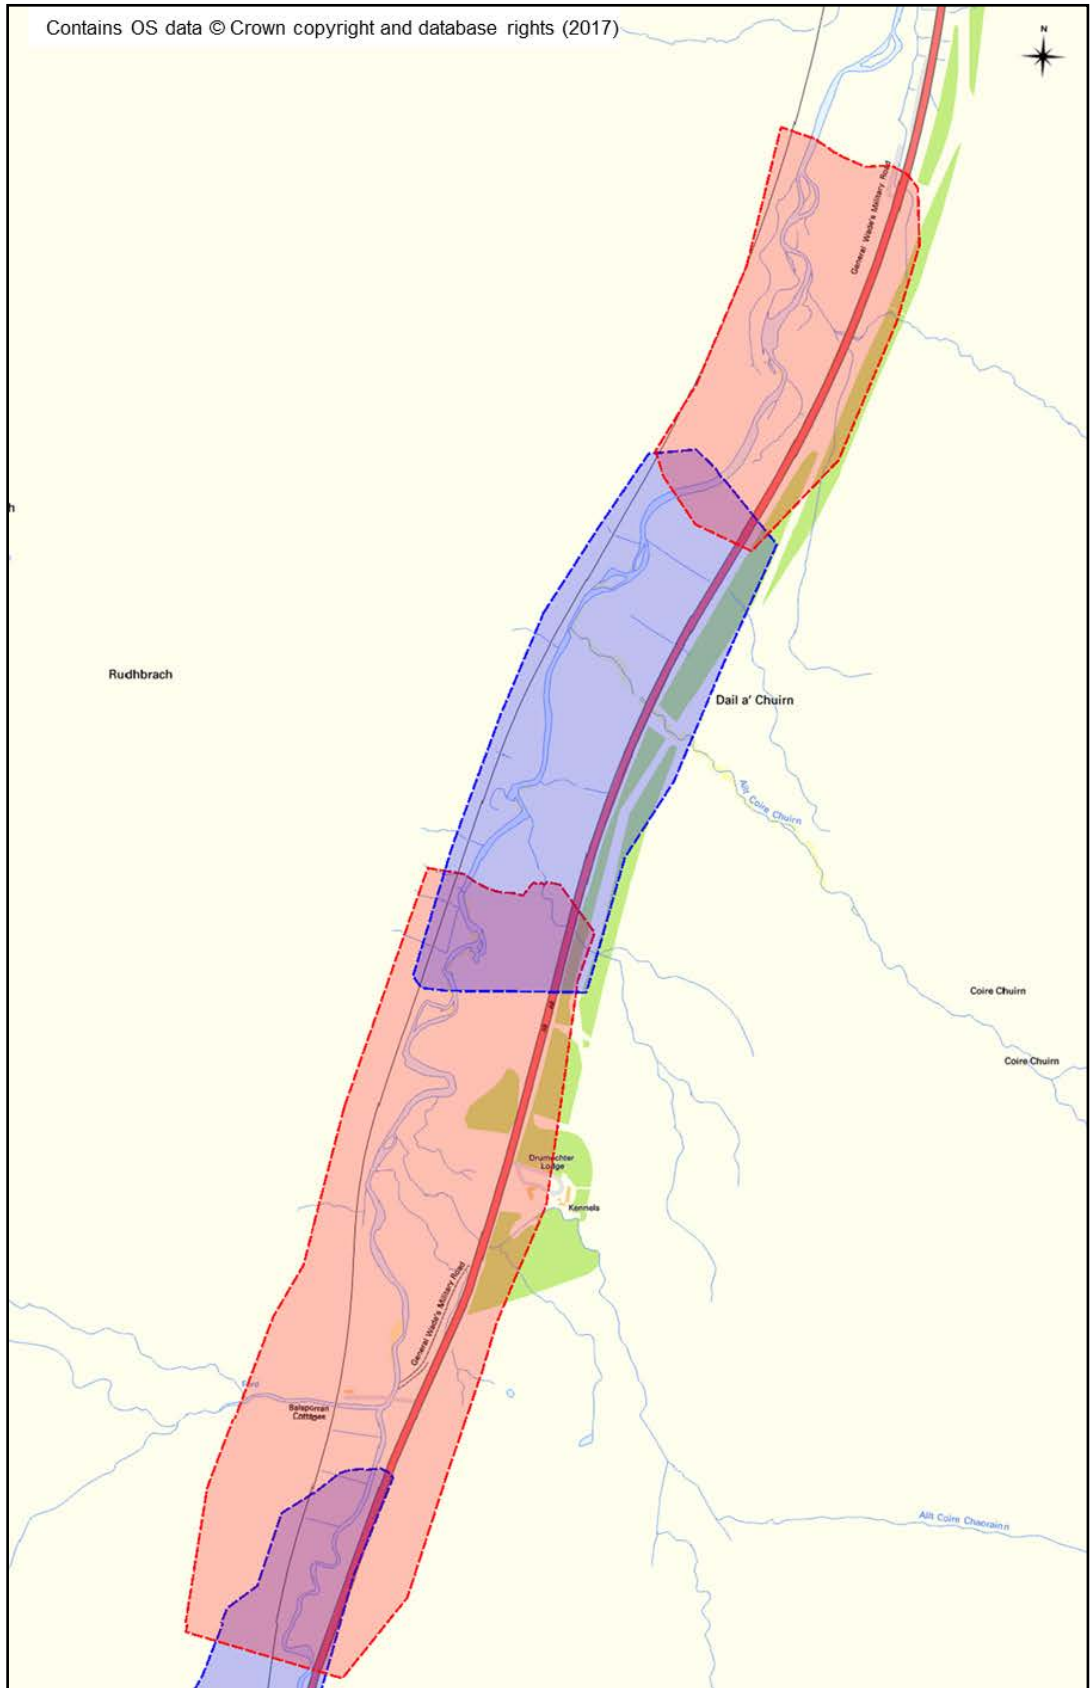 Contains OS data © Crown copyright and database rights (2017)
N
General Wade's Military Road
h
Rudhbrach
Dail a' Chuirn
Allt Coire Chuirn
Coire Chuirn
Coire Chuirn
Drumochter
Lodge
Kennels
General Wade's Military Road
Ford
Balsporran
Cottages
Allt Coire Chaorainn